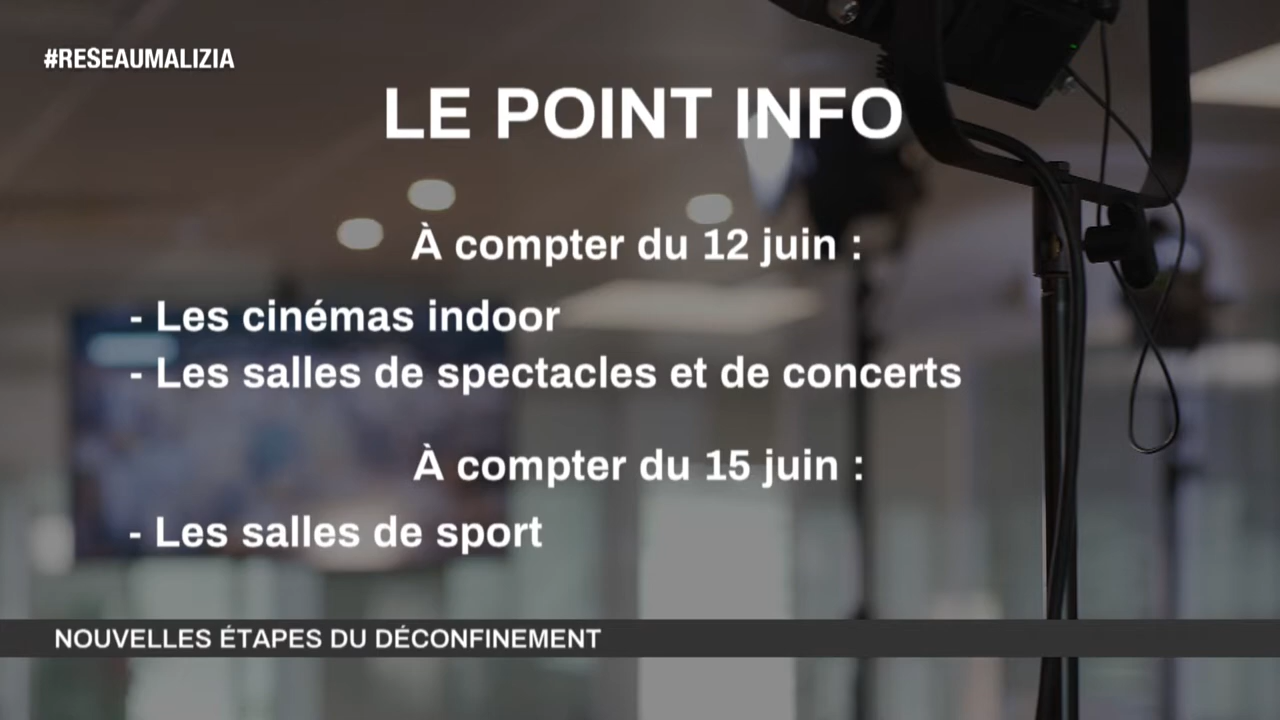 #RESEAUMALIZIA
LE POINT INFO
À compter du 12 juin :
- Les cinémas indoor
- Les salles de spectacles et de concerts
À compter du 15 juin :
- Les salles de sport
NOUVELLES ÉTAPES DU DÉCONFINEMENT